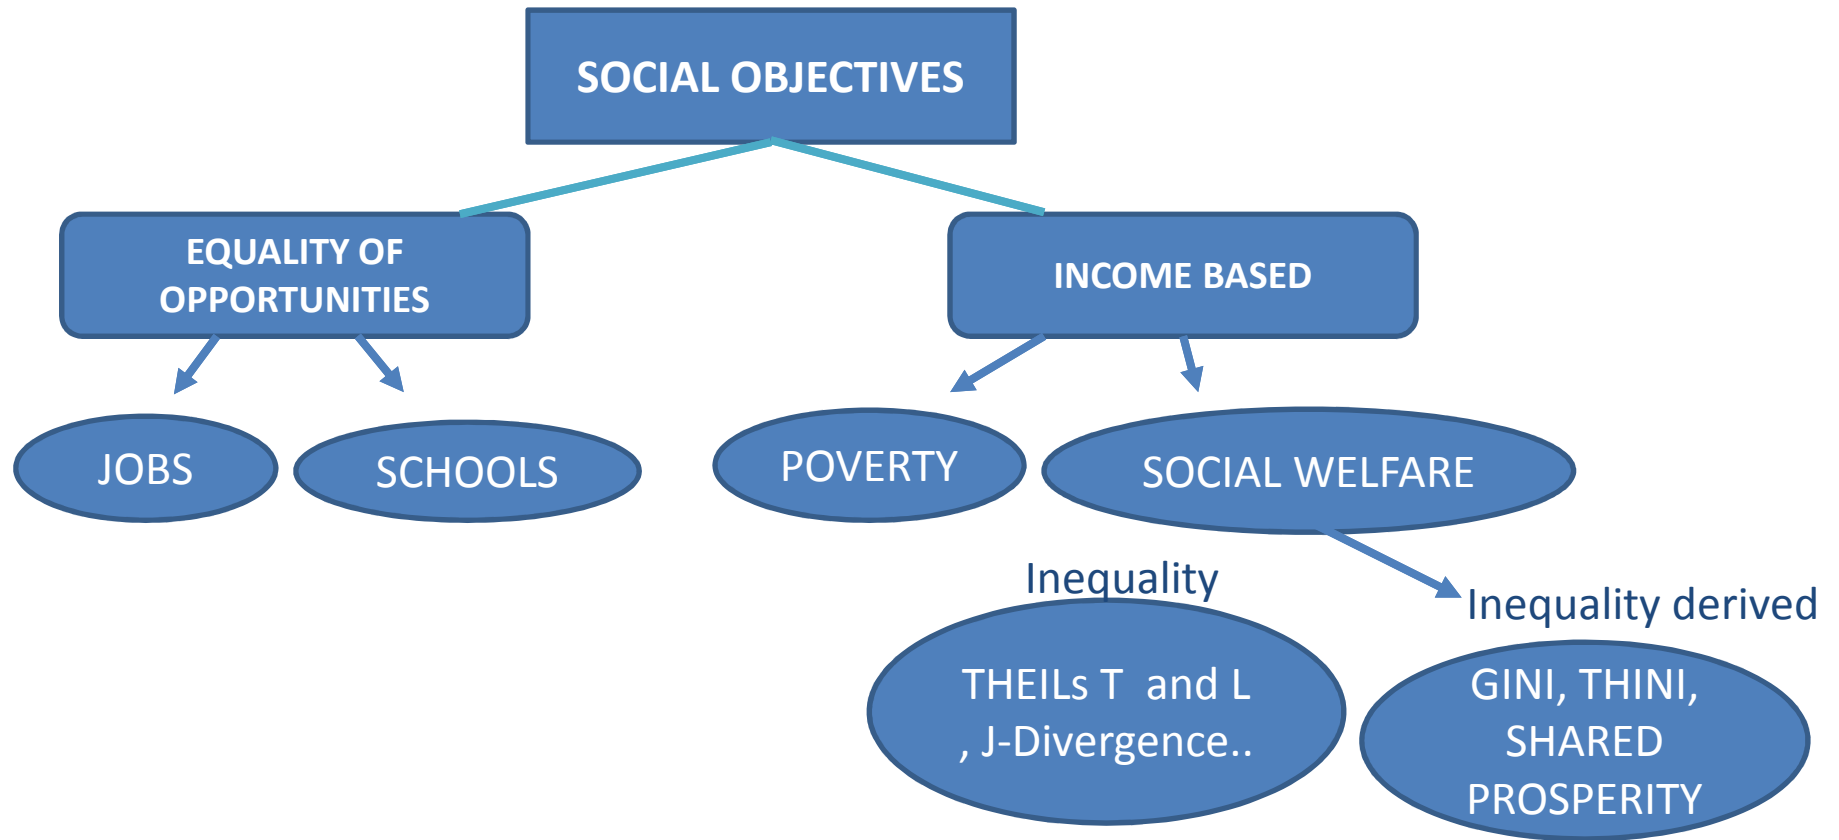 SOCIAL OBJECTIVES
EQUALITY OF
OPPORTUNITIES
INCOME BASED
JOBS
SCHOOLS
POVERTY
SOCIAL WELFARE
Inequality
THEILs T and L
, J-Divergence..
Inequality derived
GINI, THINI,
SHARED
PROSPERITY